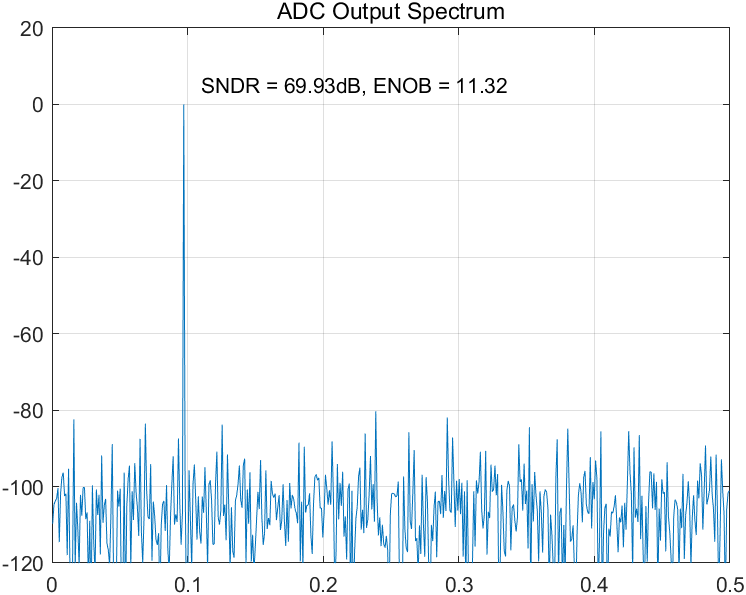 ADC Output Spectrum
20
SNDR = 69.93dB, ENOB = 11.32
0
-20
-40
-60
-80
-100
-120
0 0.1 0.2 0.3 0.4 0.5